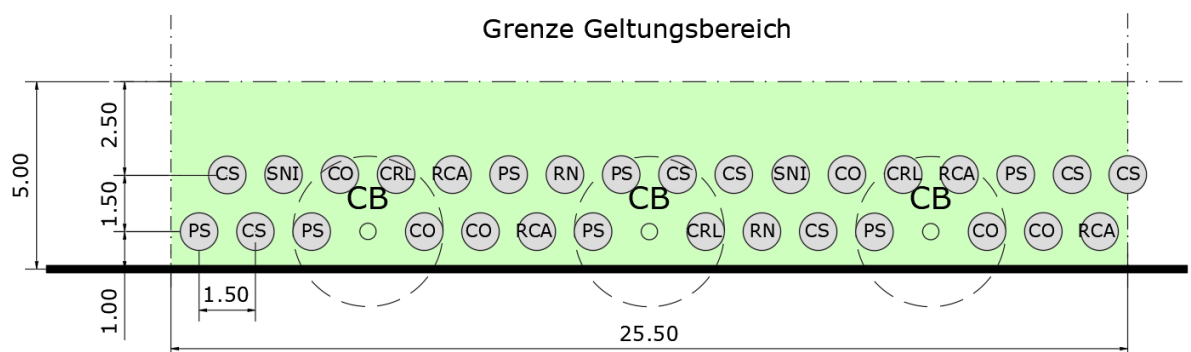 Grenze Geltungsbereich
5.00
2.50
1.50
1.00
CS SNI CO CRL RCA PS RN PS CS CS SNI CO CRL RCA PS CS CS
CB CB CB
PS CS PS CO CO RCA PS CRL RN CS PS CO CO RCA
1.50
25.50